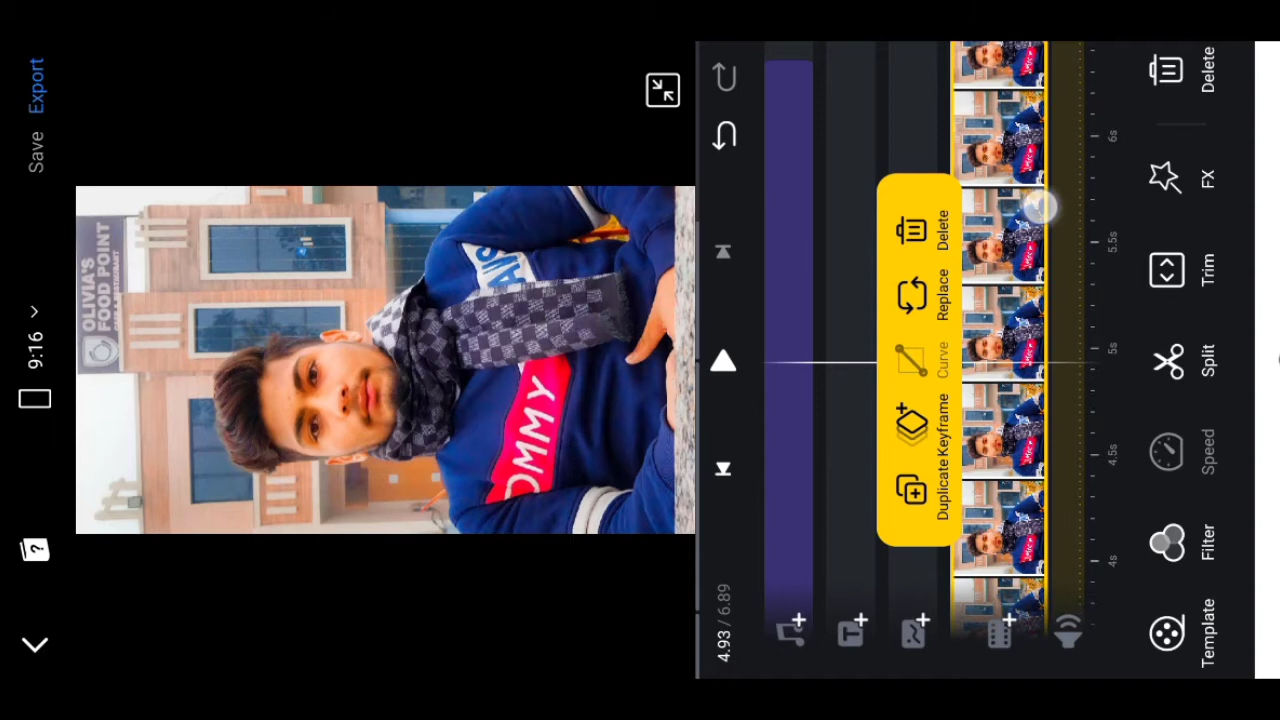 9:16
Save
Export
OLIVIA'S
FOOD POINT
OMMY
4.93 / 6.89
Duplicate
Keyframe
Curve
Replace
Delete
4s
4.5s
5s
5.5s
6s
Template
Filter
Speed
Split
Trim
FX
Delete